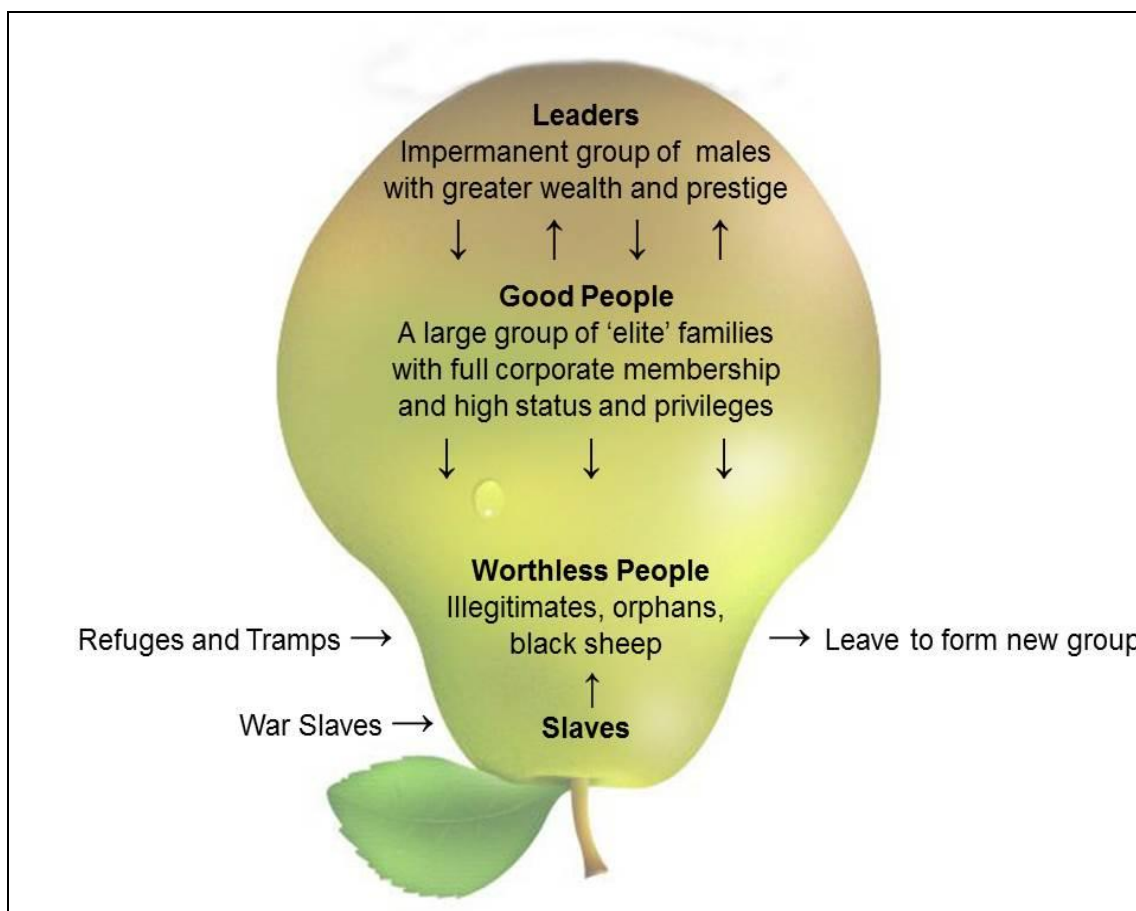 Leaders
Impermanent group of males
with greater wealth and prestige
↓ ↑ ↓ ↑
Good People
A large group of ‘elite’ families
with full corporate membership
and high status and privileges
↓ ↓ ↓
Worthless People
Illegitimates, orphans,
black sheep
Refuges and Tramps →
→ Leave to form new group
↑
War Slaves →
Slaves